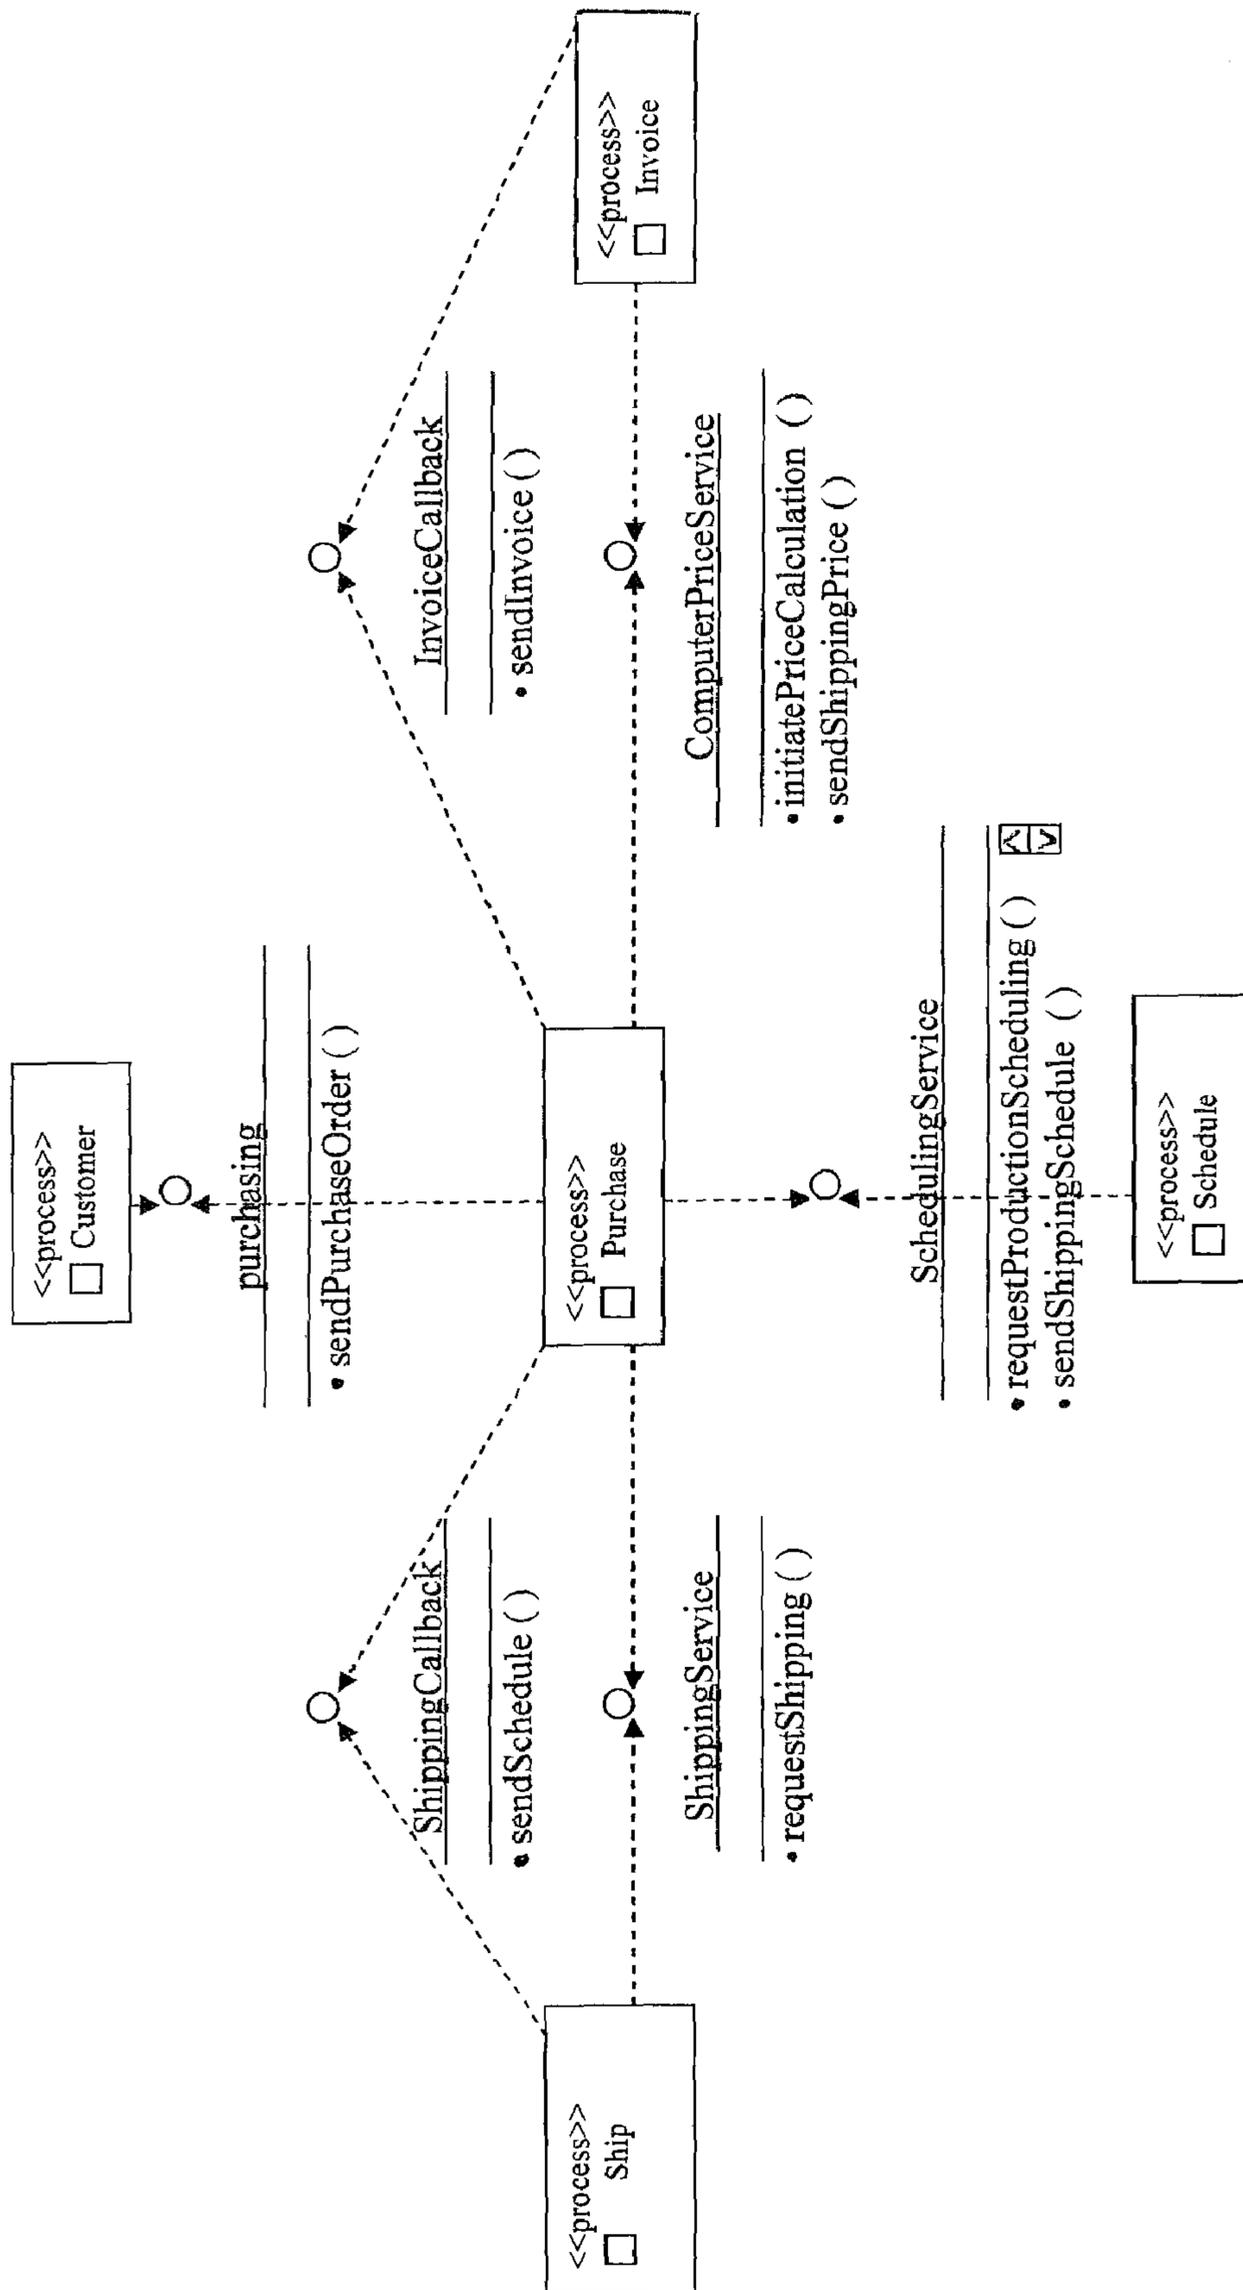 <<process>>
Customer
purchasing
• sendPurchaseOrder ( )
ShippingCallback
• sendSchedule ( )
InvoiceCallback
• sendInvoice ( )
<<process>>
Ship
<<process>>
Purchase
<<process>>
Invoice
ShippingService
• requestShipping ( )
ComputerPriceService
• initiatePriceCalculation ( )
• sendShippingPrice ( )
SchedulingService
• requestProductionScheduling ( )
• sendShippingSchedule ( )
<<process>>
Schedule